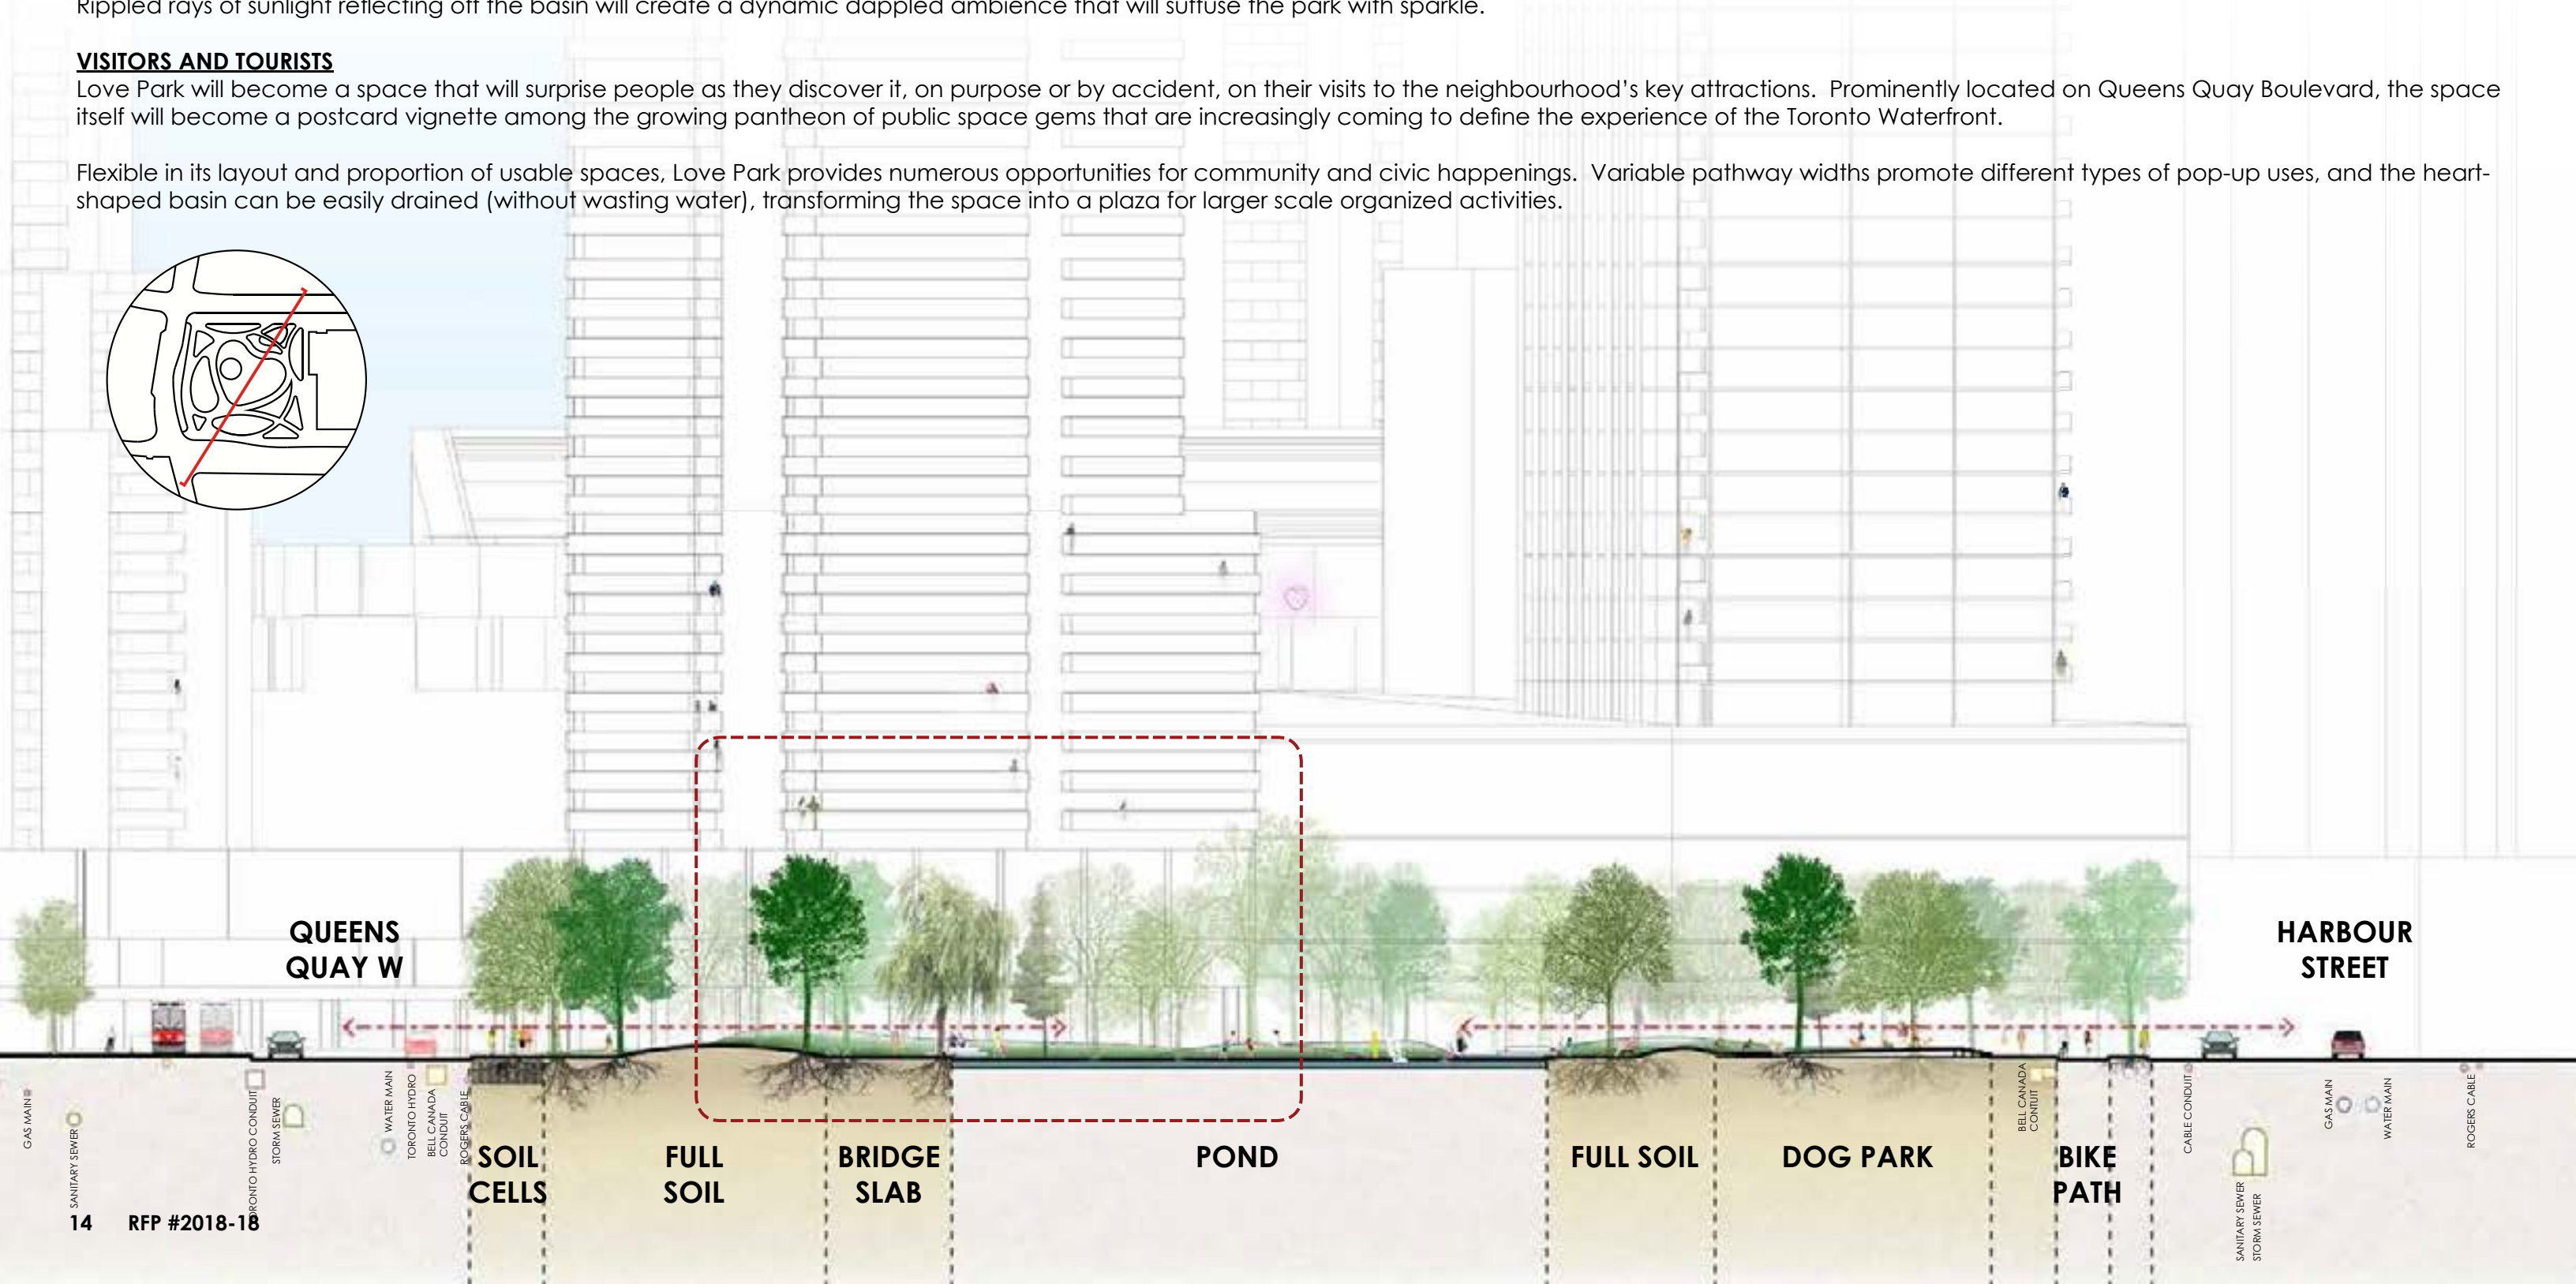 Rippled rays of sunlight reflecting off the basin will create a dynamic dappled ambience that will suffuse the park with sparkle.
VISITORS AND TOURISTS
Love Park will become a space that will surprise people as they discover it, on purpose or by accident, on their visits to the neighbourhood's key attractions.  Prominently located on Queens Quay Boulevard, the space
itself will become a postcard vignette among the growing pantheon of public space gems that are increasingly coming to define the experience of the Toronto Waterfront.
Flexible in its layout and proportion of usable spaces, Love Park provides numerous opportunities for community and civic happenings.  Variable pathway widths promote different types of pop-up uses, and the heart-
shaped basin can be easily drained (without wasting water), transforming the space into a plaza for larger scale organized activities.
QUEENS
QUAY W
HARBOUR
STREET
GAS MAIN
SANITARY SEWER
TORONTO HYDRO CONDUIT
STORM SEWER
WATER MAIN
TORONTO HYDRO
BELL CANADA
CONDUIT
ROGERS CABLE
SOIL
CELLS
FULL
SOIL
BRIDGE
SLAB
POND
FULL SOIL
DOG PARK
BELL CANADA
CONTUIT
BIKE
PATH
CABLE CONDUIT
SANITARY SEWER
STORM SEWER
GAS MAIN
WATER MAIN
ROGERS CABLE
14 RFP #2018-18